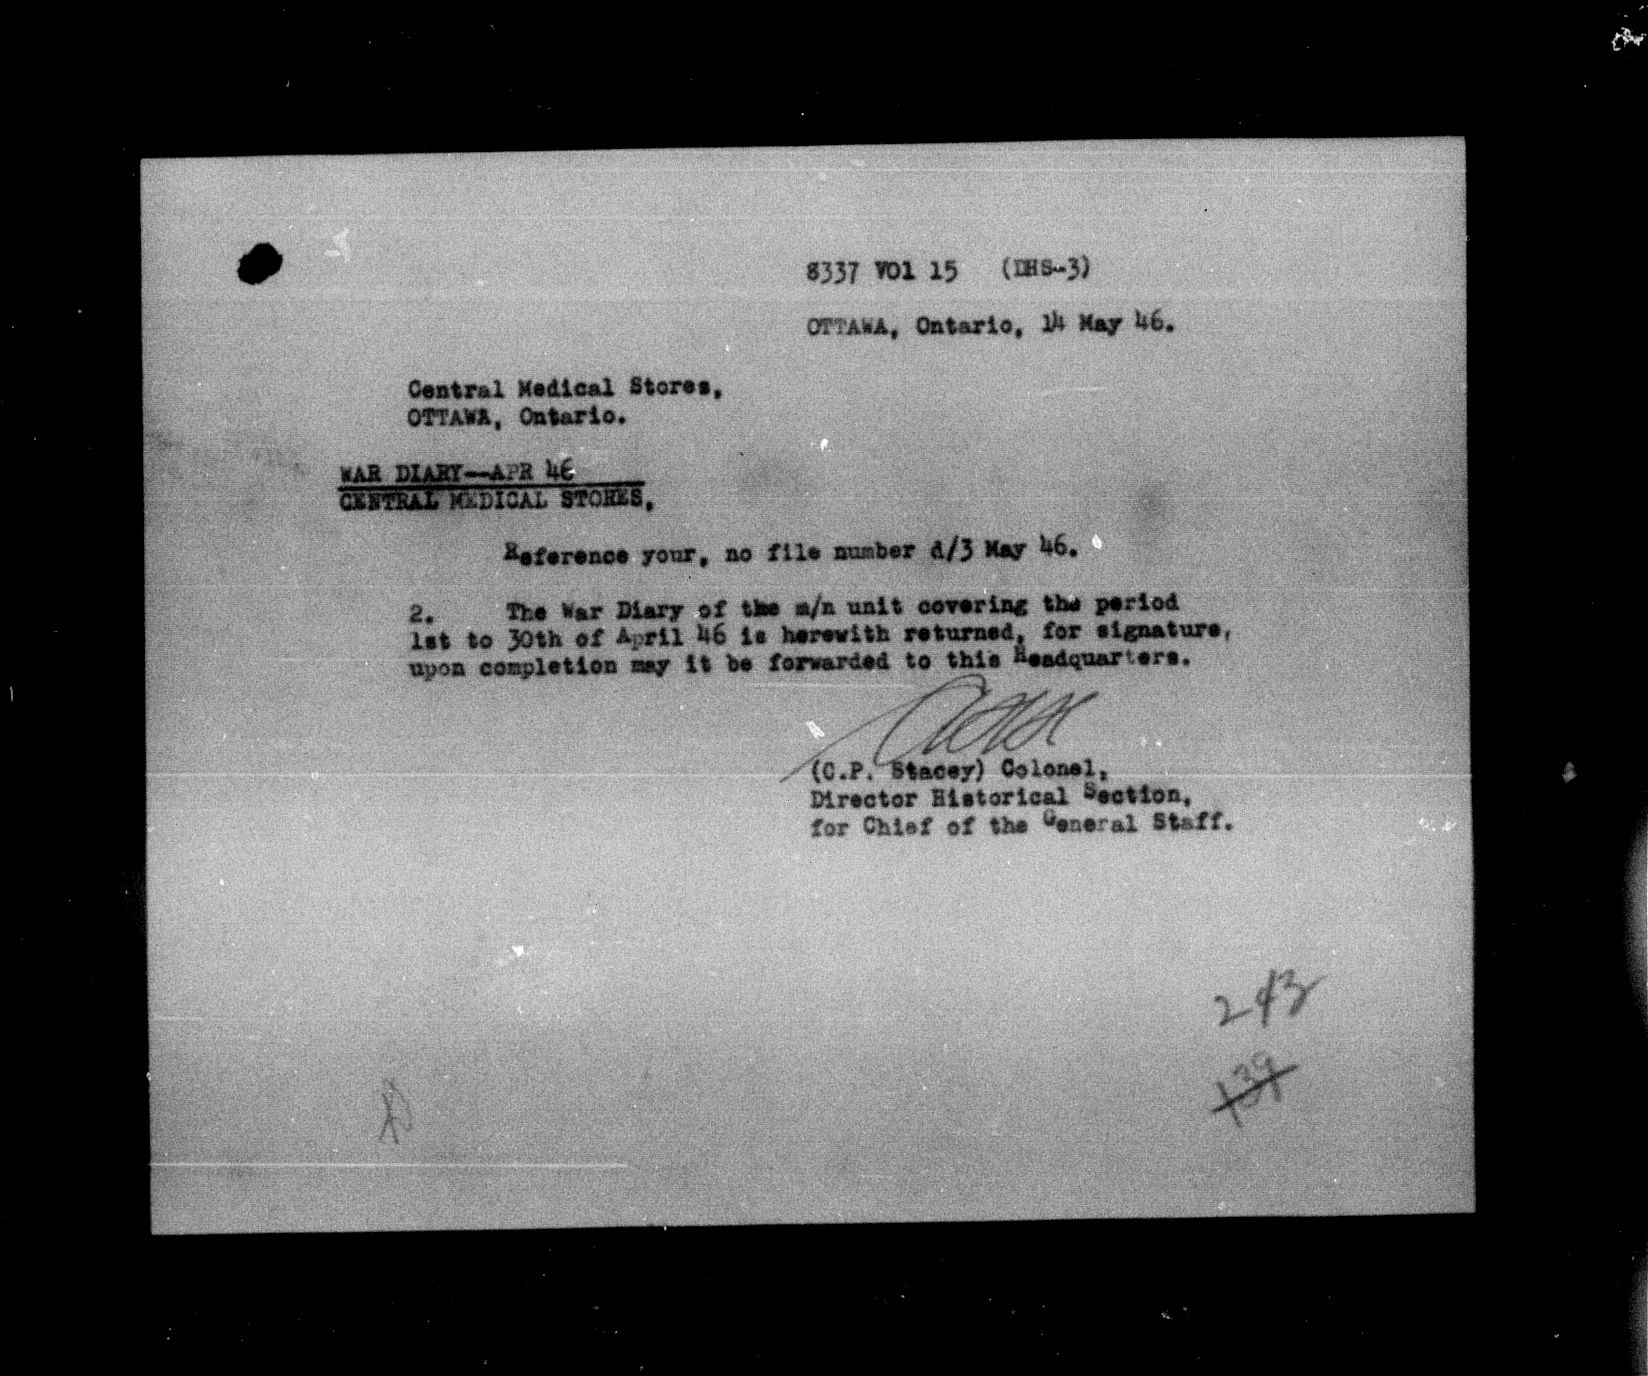 8337 VO1 15 (DHS-3)
OTTAWA, Ontario, 14 May 46.
Central Medical Stores,
OTTAWA, Ontario.
WAR DIARY--APR 46
CENTRAL MEDICAL STORES.
Reference your, no file number d/3 May 46.
2. The War Diary of the m/n unit covering the period
1st to 30th of April 46 is herewith returned, for signature,
upon completion may it be forwarded to this Headquarters.
(C.P. Stacey) Colonel,
Director Historical Section,
for Chief of the General Staff.
243
139